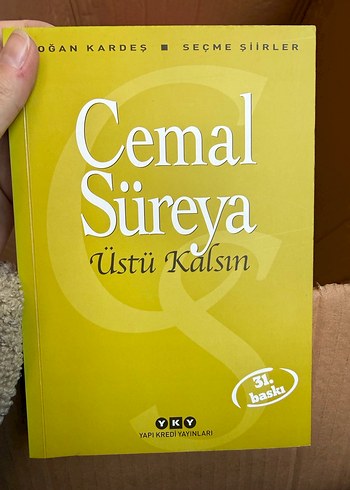 OĞAN KARDEŞ ■ SEÇME ŞİİRLER
Cemal
Süreya
Üstü Kalsın
31.
baskı
YKY
YAPI KREDİ YAYINLARI